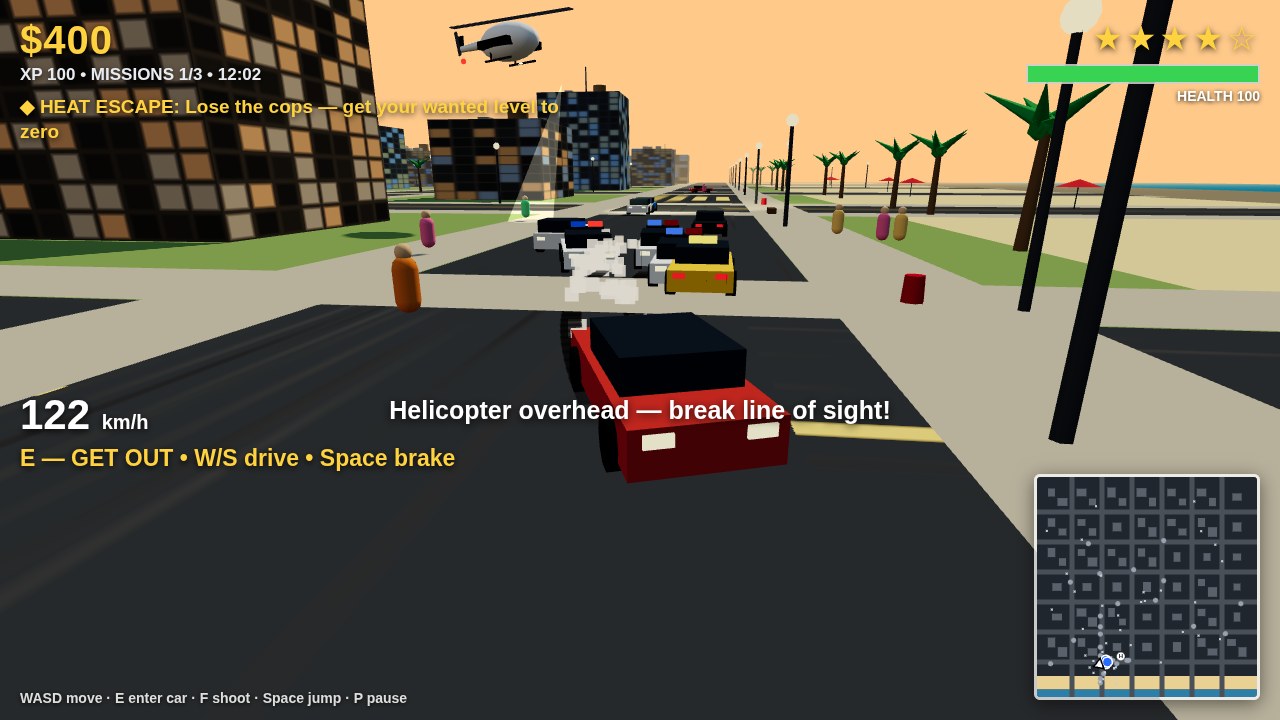 $400
XP 100 • MISSIONS 1/3 • 12:02
◆ HEAT ESCAPE: Lose the cops — get your wanted level to
zero
★ ★ ★ ★ ☆
HEALTH 100
122 km/h
Helicopter overhead — break line of sight!
E — GET OUT • W/S drive • Space brake
H
WASD move · E enter car · F shoot · Space jump · P pause